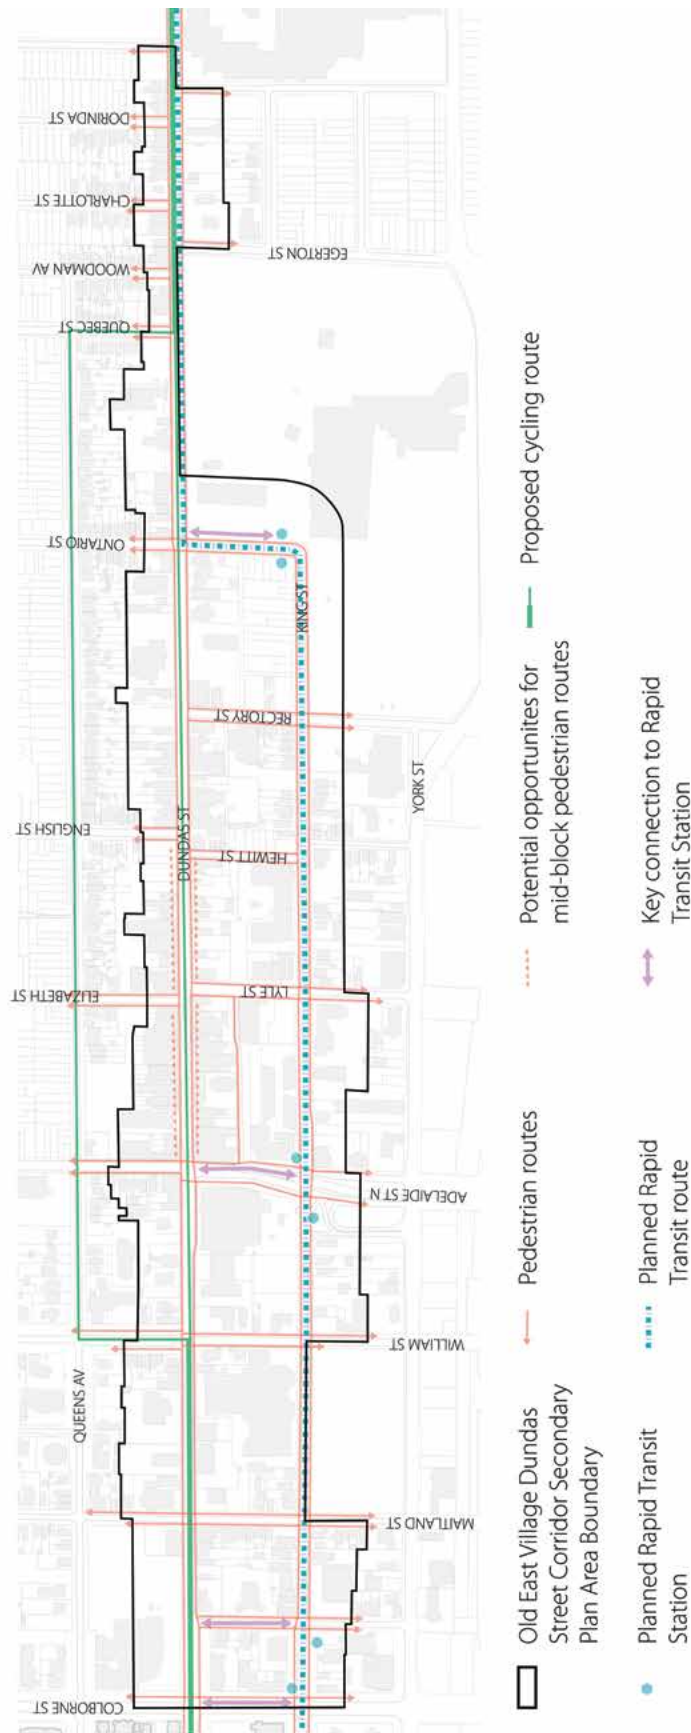 DORINDA ST
CHARLOTTE ST
WOODMAN AV
QUEBEC ST
EGERTON ST
ONTARIO ST
KING ST
RECTORY ST
YORK ST
ENGLISH ST
DUNDAS ST
HEWITT ST
ELIZABETH ST
LYLE ST
ADELAIDE ST N
WILLIAM ST
QUEENS AV
MAITLAND ST
COLBORNE ST
Old East Village Dundas
Street Corridor Secondary
Plan Area Boundary
Pedestrian routes
Potential opportunites for
mid-block pedestrian routes
Proposed cycling route
Planned Rapid Transit
Station
Planned Rapid
Transit route
Key connection to Rapid
Transit Station